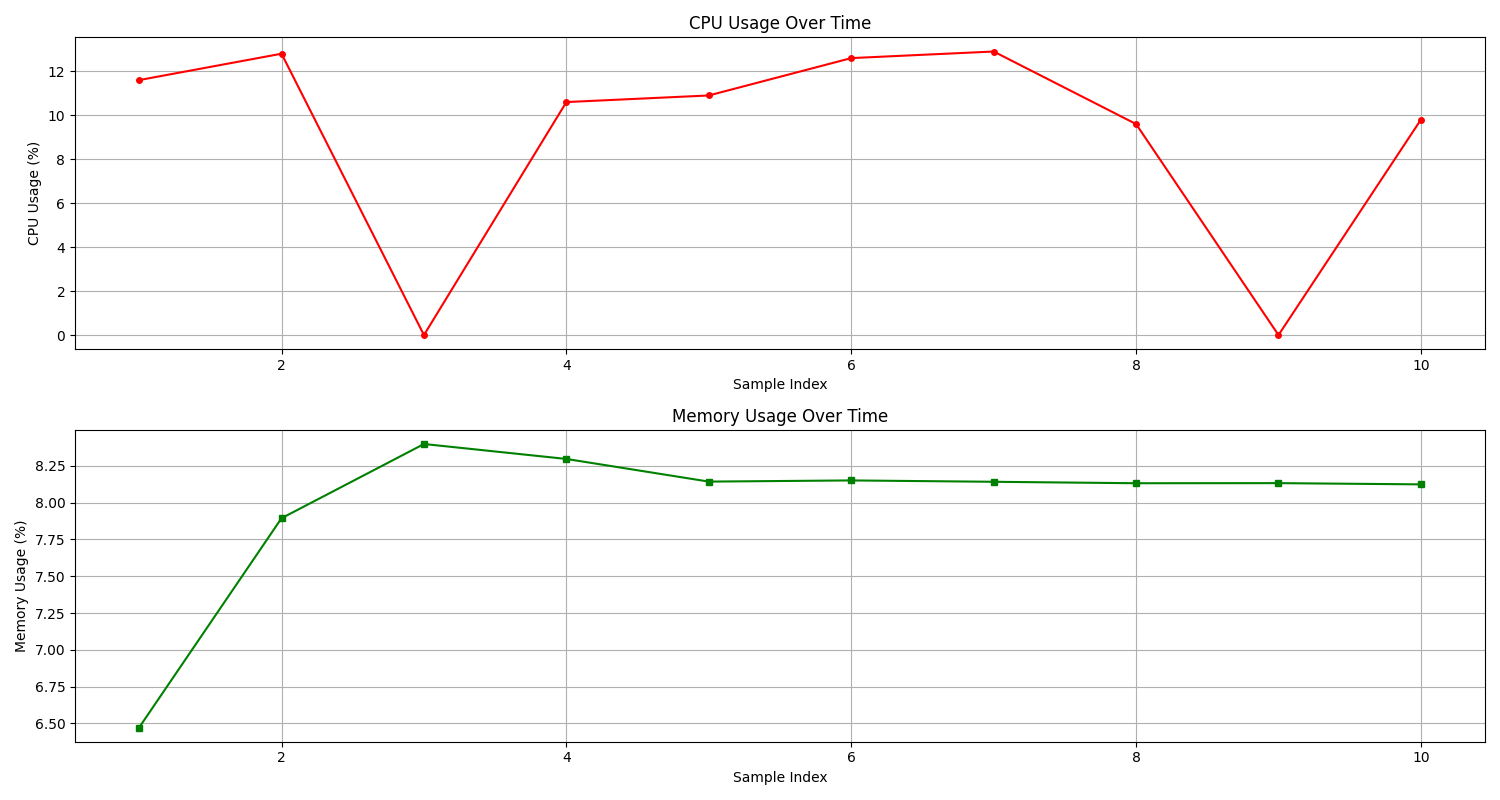 CPU Usage Over Time
CPU Usage (%)
12
10
8
6
4
2
0
2 4 6 8 10
Sample Index
Memory Usage Over Time
Memory Usage (%)
8.25
8.00
7.75
7.50
7.25
7.00
6.75
6.50
2 4 6 8 10
Sample Index